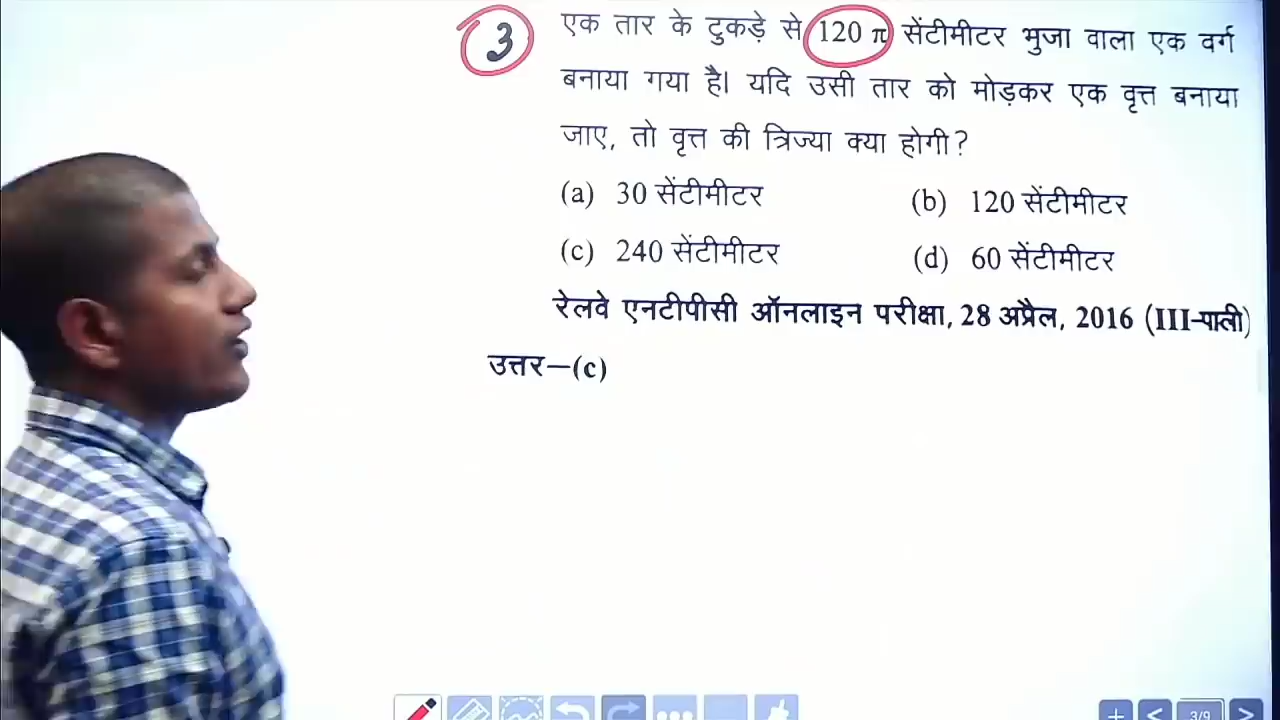 3 एक तार के टुकड़े से 120 π सेंटीमीटर भुजा वाला एक वर्ग
बनाया गया है। यदि उसी तार को मोड़कर एक वृत्त बनाया
जाए, तो वृत्त की त्रिज्या क्या होगी?
(a) 30 सेंटीमीटर (b) 120 सेंटीमीटर
(c) 240 सेंटीमीटर (d) 60 सेंटीमीटर
रेलवे एनटीपीसी ऑनलाइन परीक्षा, 28 अप्रैल, 2016 (III-पाली)
उत्तर—(c)
3/9